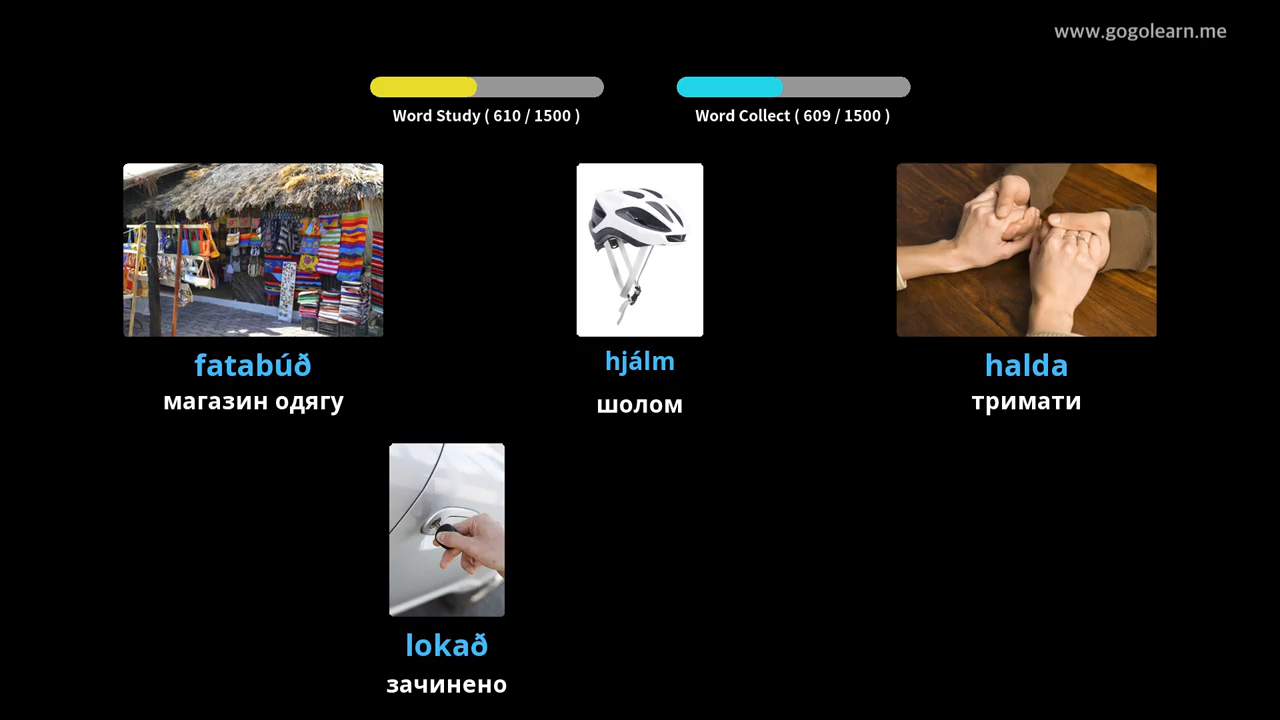 www.gogolearn.me
Word Study ( 610 / 1500 )
Word Collect ( 609 / 1500 )
fatabúð
магазин одягу
hjálm
шолом
halda
тримати
lokað
зачинено